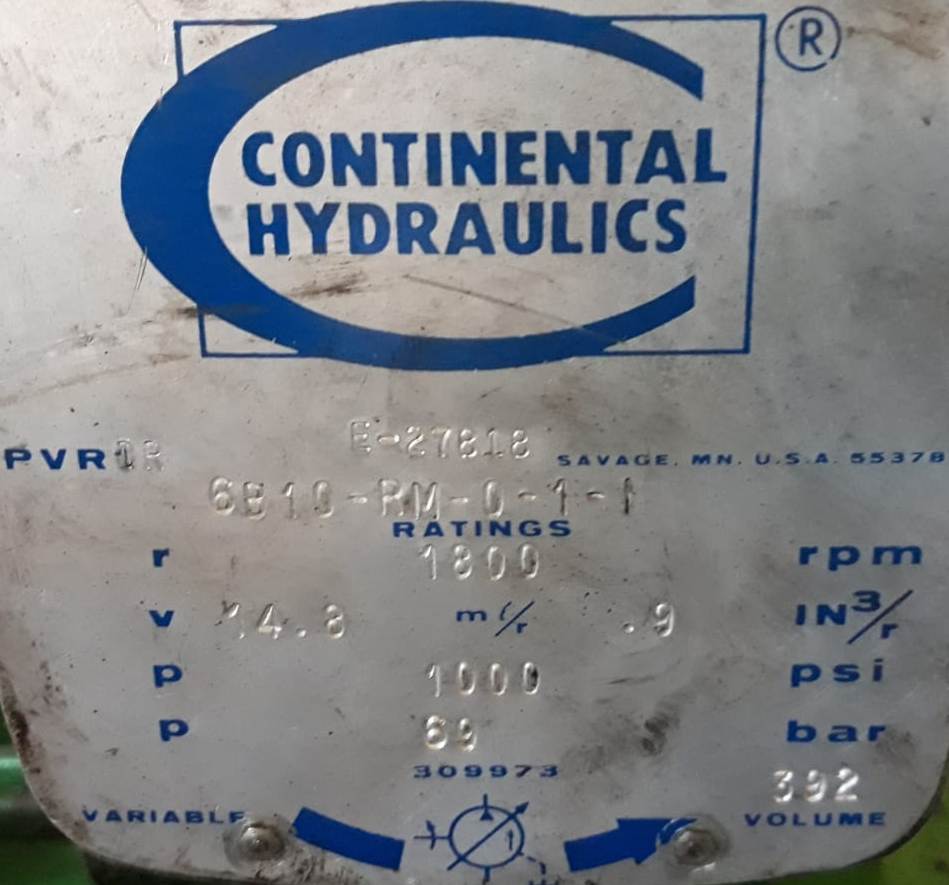 ®
CONTINENTAL
HYDRAULICS
E-27818
PVR SAVAGE, MN. U.S.A. 55378
6B10-RM-0-1-1
RATINGS
r 1800 rpm
v 14.8 ml/r .9 IN³/r
p 1000 psi
p 69 bar
309973
392
VARIABLE VOLUME